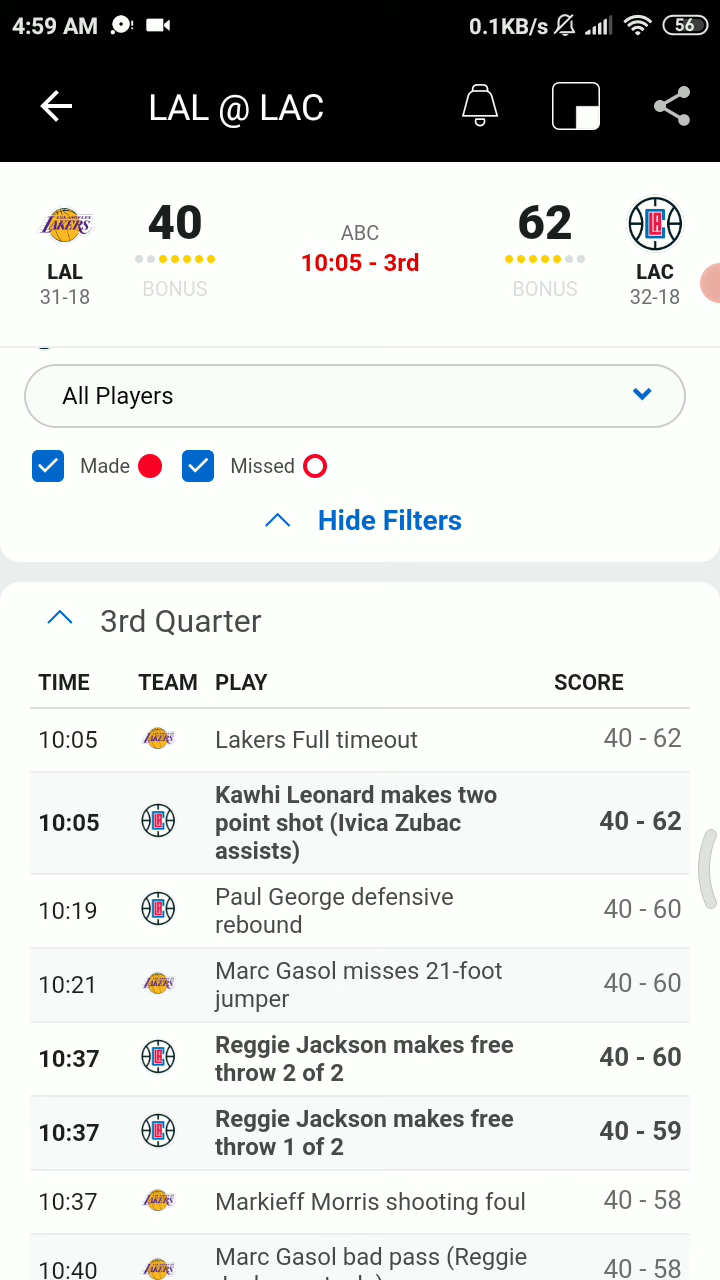 4:59 AM 0.1KB/s 56
LAL @ LAC
LAKERS 40 ABC 62
LAL 10:05 - 3rd LAC
31-18 BONUS BONUS 32-18
All Players
Made Missed
Hide Filters
3rd Quarter
TIME TEAM PLAY SCORE
10:05 LAKERS Lakers Full timeout 40 - 62
Kawhi Leonard makes two
10:05 point shot (Ivica Zubac 40 - 62
assists)
Paul George defensive
10:19 rebound 40 - 60
Marc Gasol misses 21-foot
10:21 LAKERS jumper 40 - 60
Reggie Jackson makes free
10:37 throw 2 of 2 40 - 60
Reggie Jackson makes free
10:37 throw 1 of 2 40 - 59
10:37 LAKERS Markieff Morris shooting foul 40 - 58
Marc Gasol bad pass (Reggie
10:40 LAKERS 40 - 58